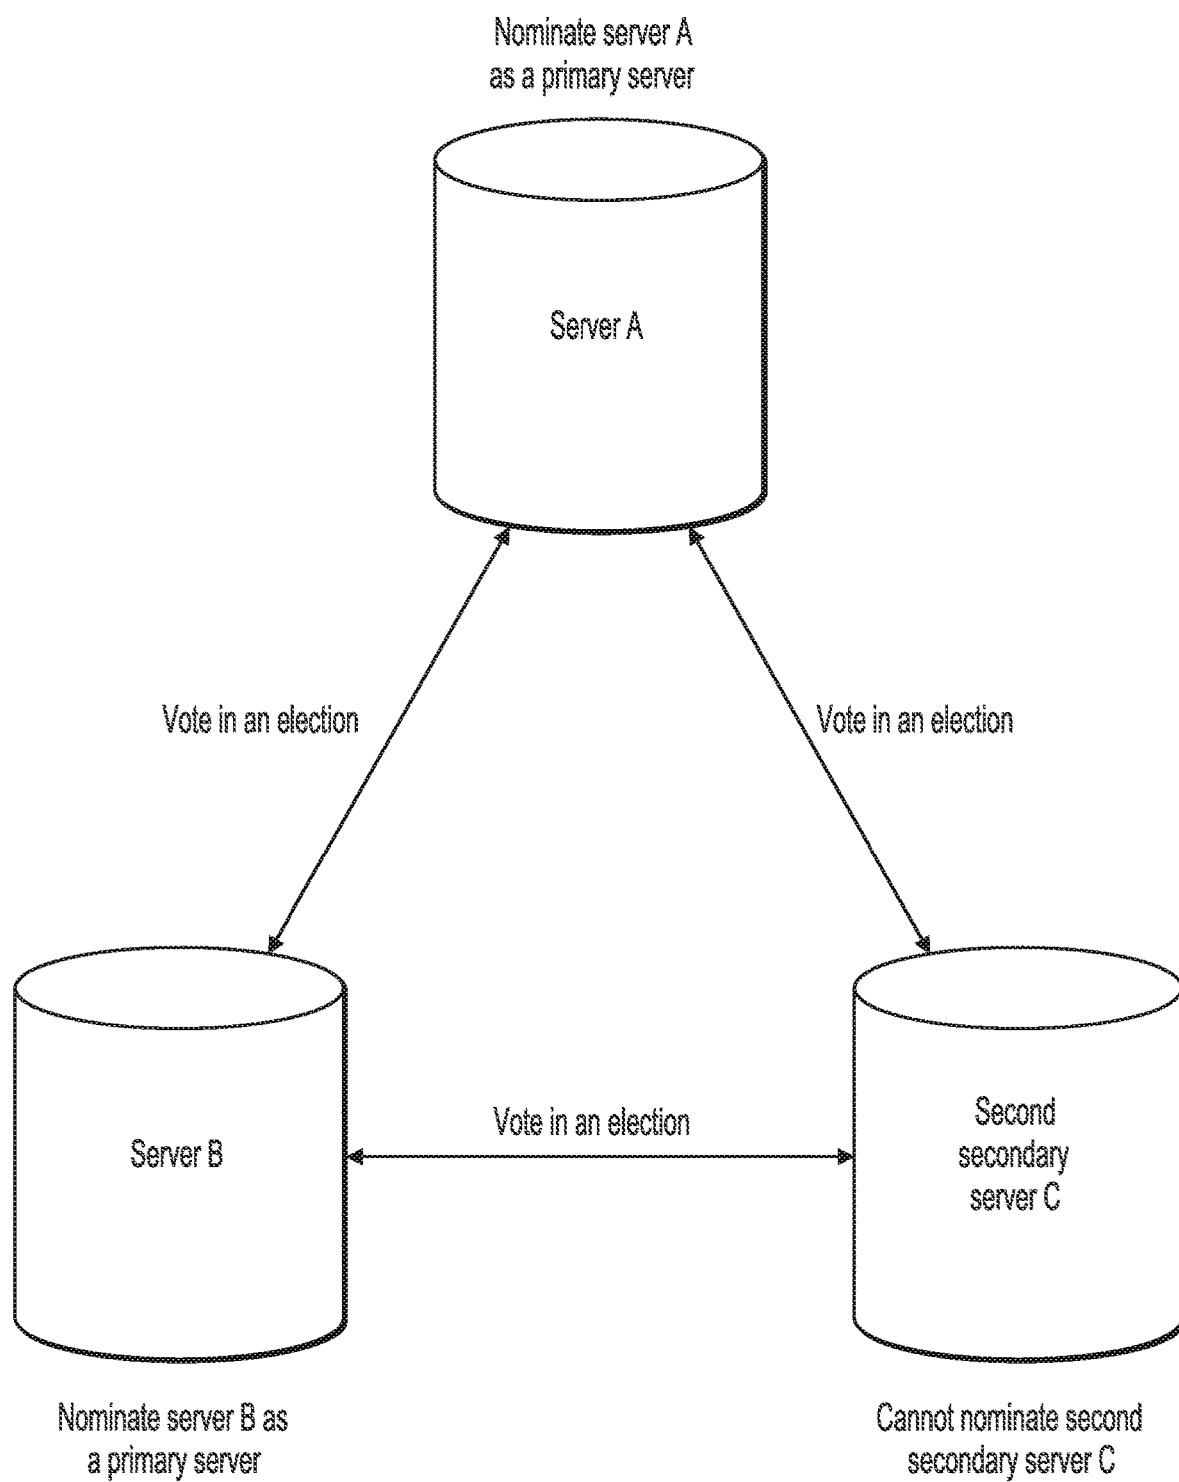 Nominate server A
as a primary server
Server A
Vote in an election
Vote in an election
Server B
Vote in an election
Second
secondary
server C
Nominate server B as
a primary server
Cannot nominate second
secondary server C